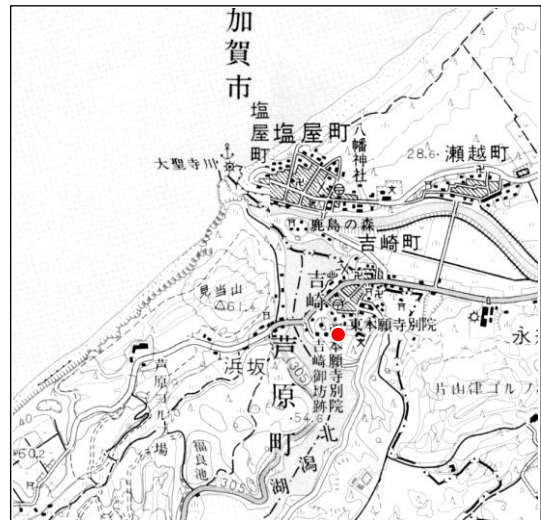 加賀市
塩屋町
塩屋町
八幡神社
瀬越町
28.6
大聖寺川
鹿島の森
吉崎町
吉崎
見当山
61.4
東本願寺別院
本願寺別院
吉崎御坊跡
永井
浜坂
芦原町
305
片山津ゴルフ
芦原ゴルフ場
54.6
北潟湖
福良池
60.2
305
40